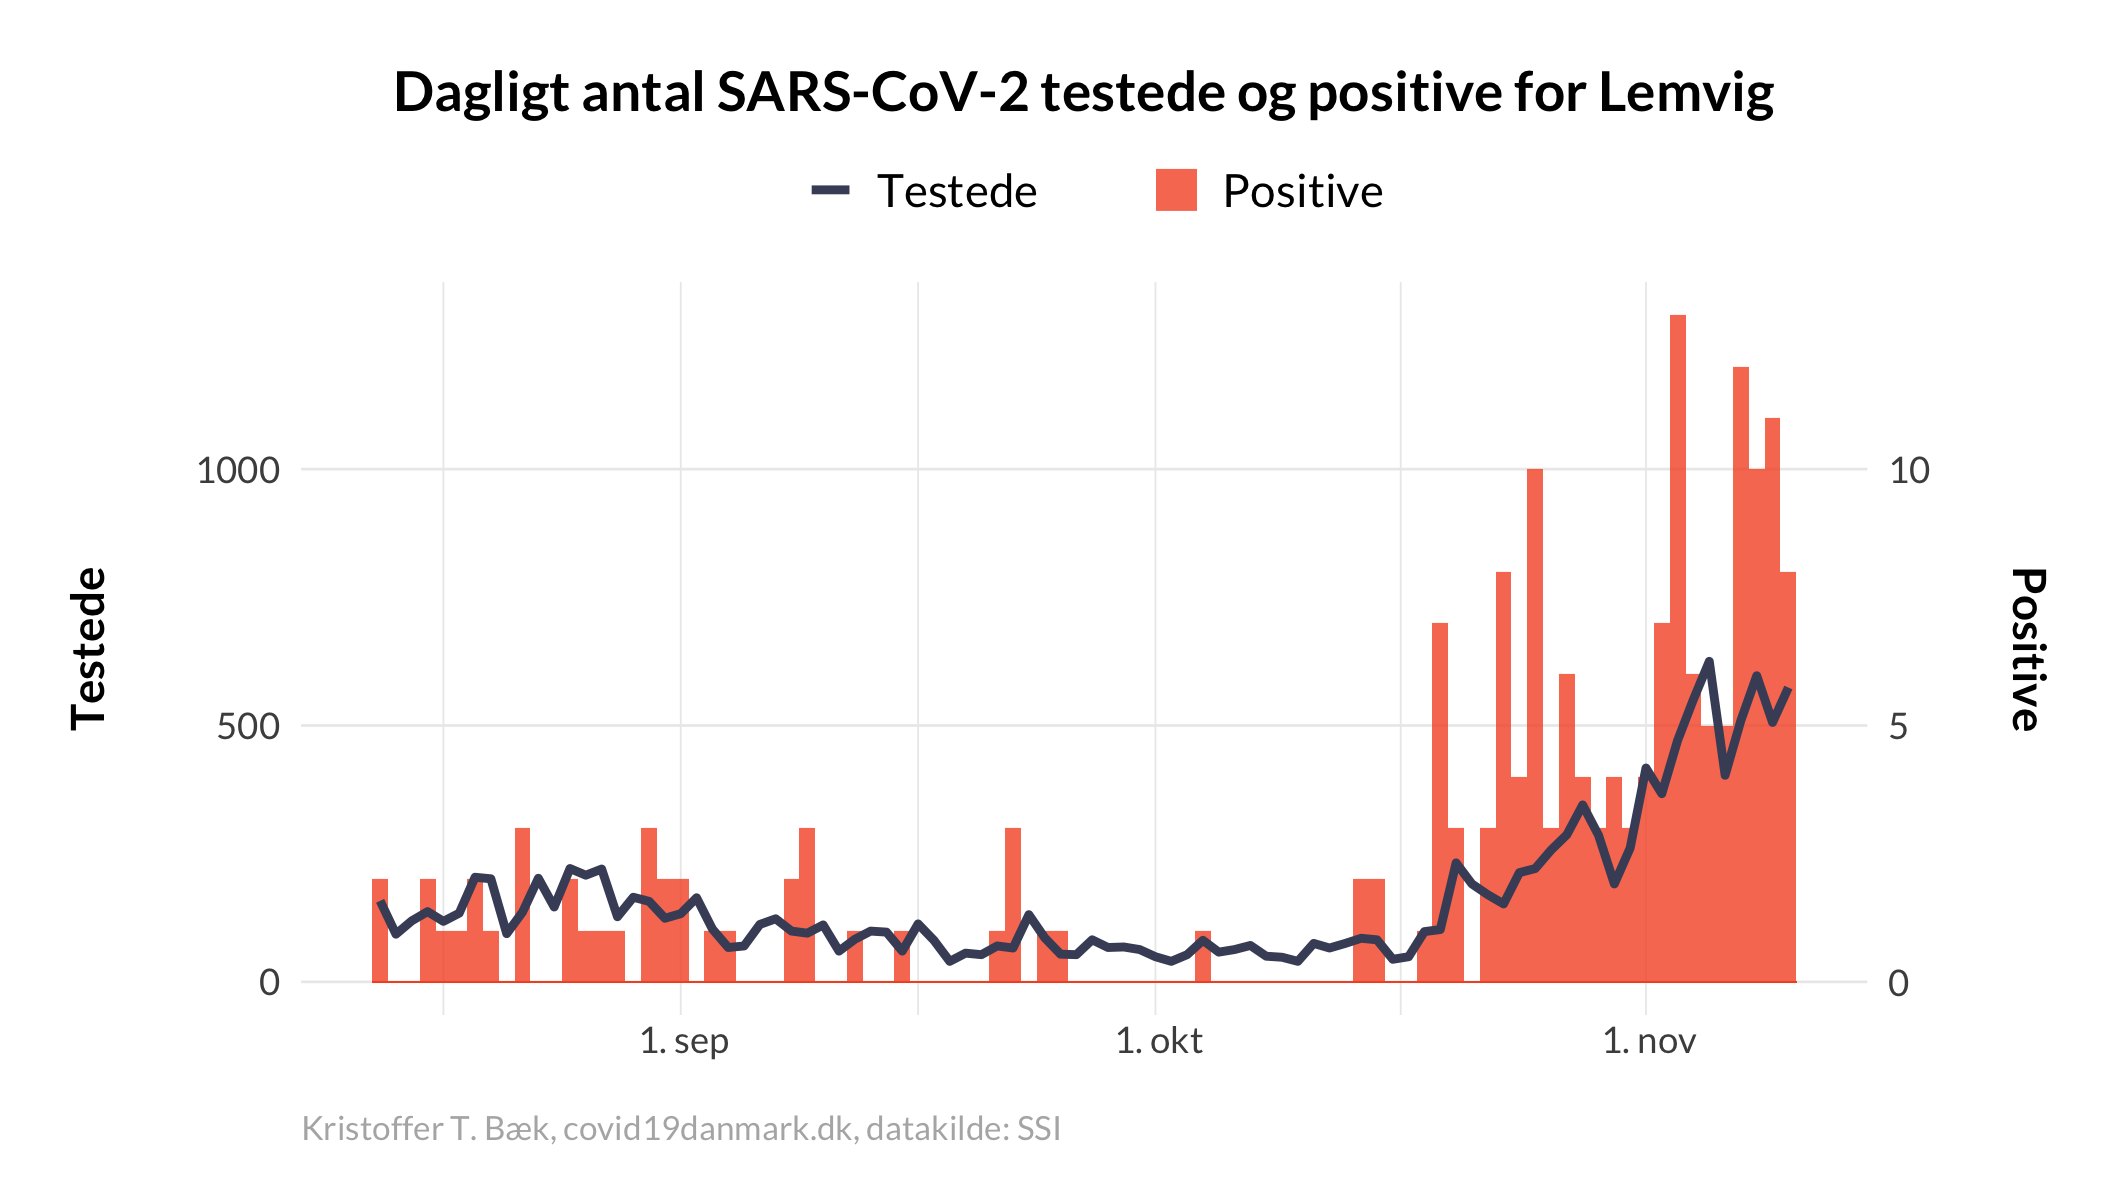 Dagligt antal SARS-CoV-2 testede og positive for Lemvig
Testede
Positive
1000
500
0
Testede
10
5
0
Positive
1. sep
1. okt
1. nov
Kristoffer T. Bæk, covid19danmark.dk, datakilde: SSI